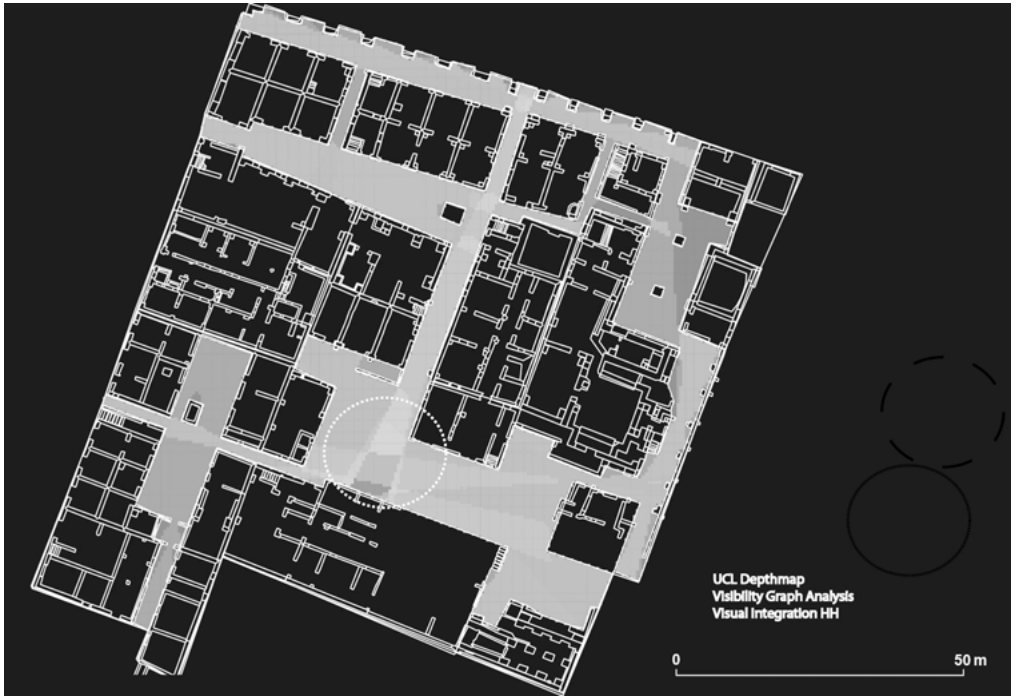 UCL Depthmap
Visibility Graph Analysis
Visual Integration HH
0 50 m